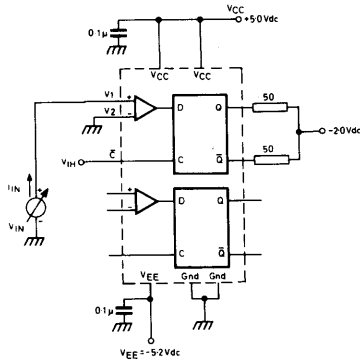 VCC
0·1µ
+5·0Vdc
VCC VCC
V1
V2
D Q
50
-2·0Vdc
VIH
C̅
C Q̅
50
IIN
+
VIN
-
D Q
C Q̅
VEE Gnd Gnd
0·1µ
VEE=-5·2Vdc